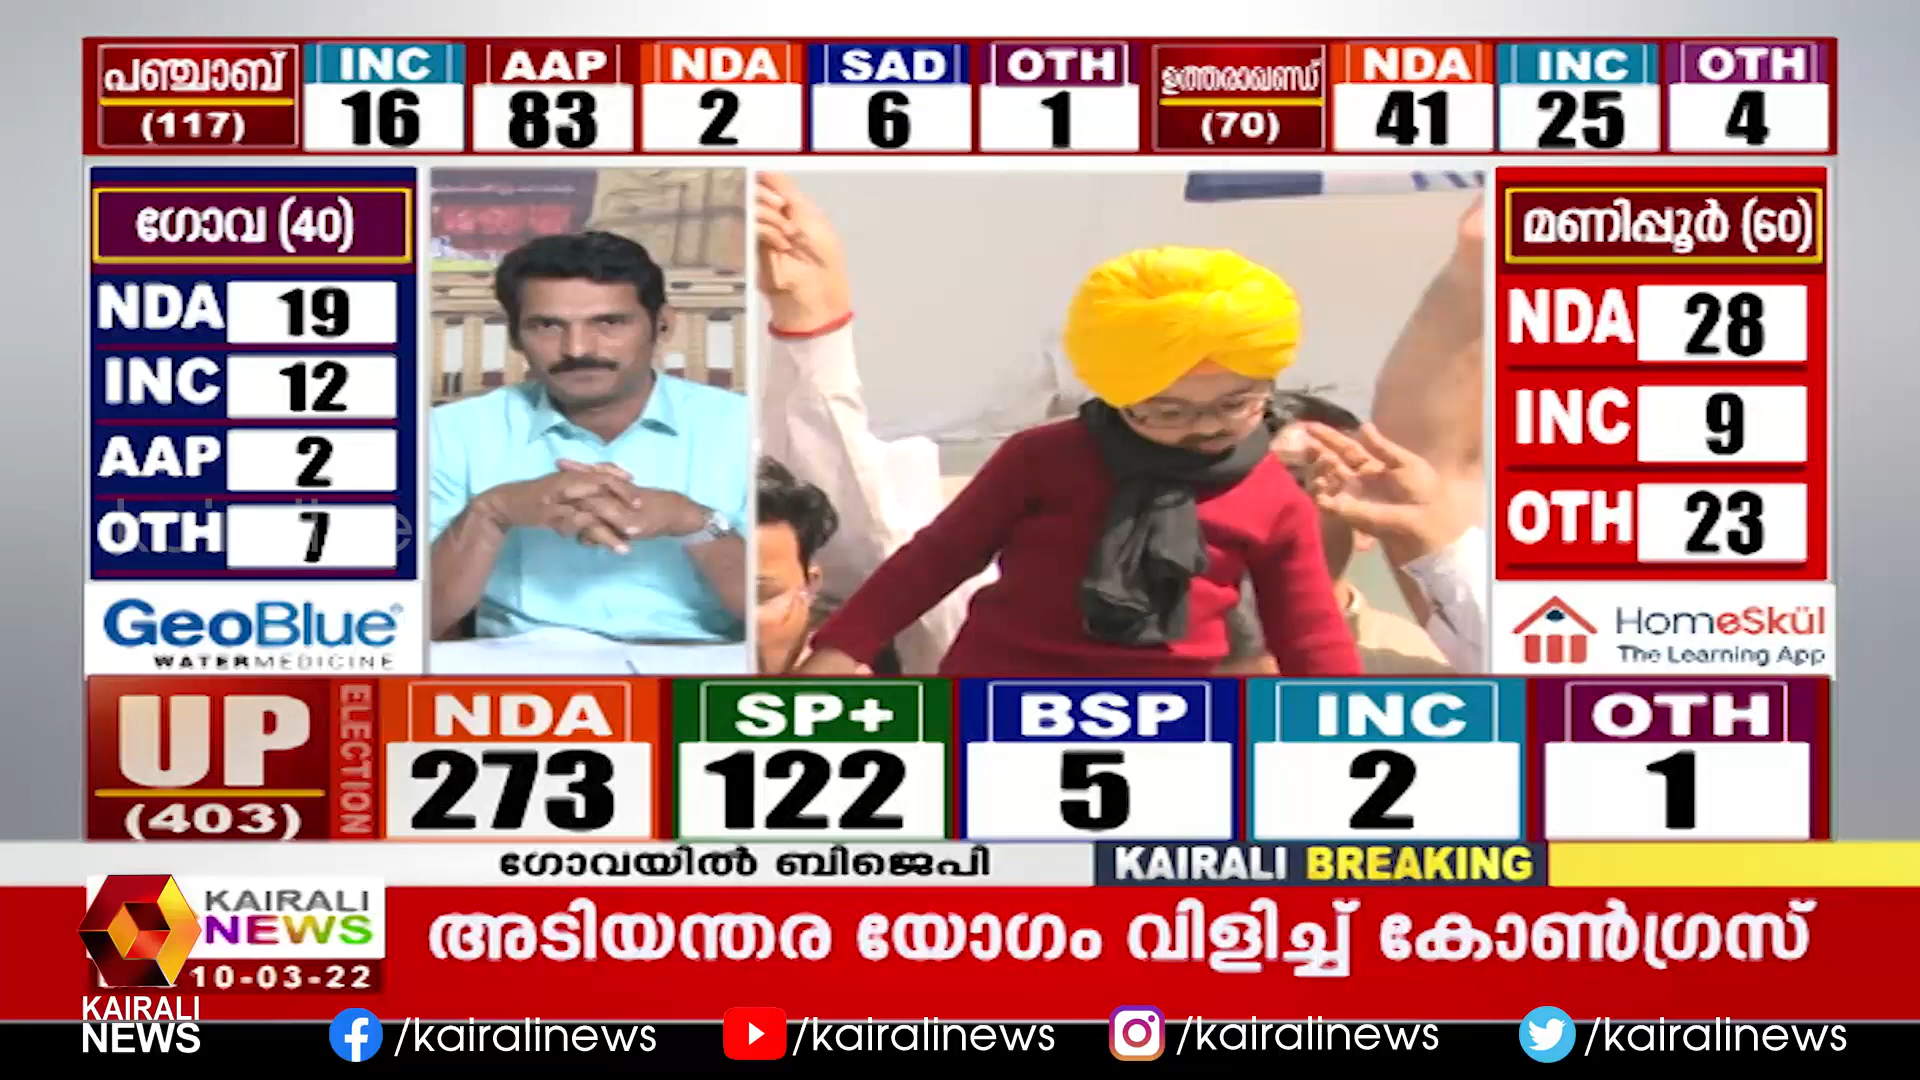 പഞ്ചാബ് (117) INC 16 AAP 83 NDA 2 SAD 6 OTH 1
ഉത്തരാഖണ്ഡ് (70) NDA 41 INC 25 OTH 4
ഗോവ (40)
NDA 19
INC 12
AAP 2
OTH 7
GeoBlue®
WATERMEDICINE
മണിപ്പൂർ (60)
NDA 28
INC 9
OTH 23
HomeSkül
The Learning App
UP (403) ELECTION NDA 273 SP+ 122 BSP 5 INC 2 OTH 1
ഗോവയിൽ ബിജെപി
KAIRALI BREAKING
KAIRALI NEWS
അടിയന്തര യോഗം വിളിച്ച് കോൺഗ്രസ്
10-03-22
KAIRALI NEWS
/kairalinews /kairalinews /kairalinews /kairalinews